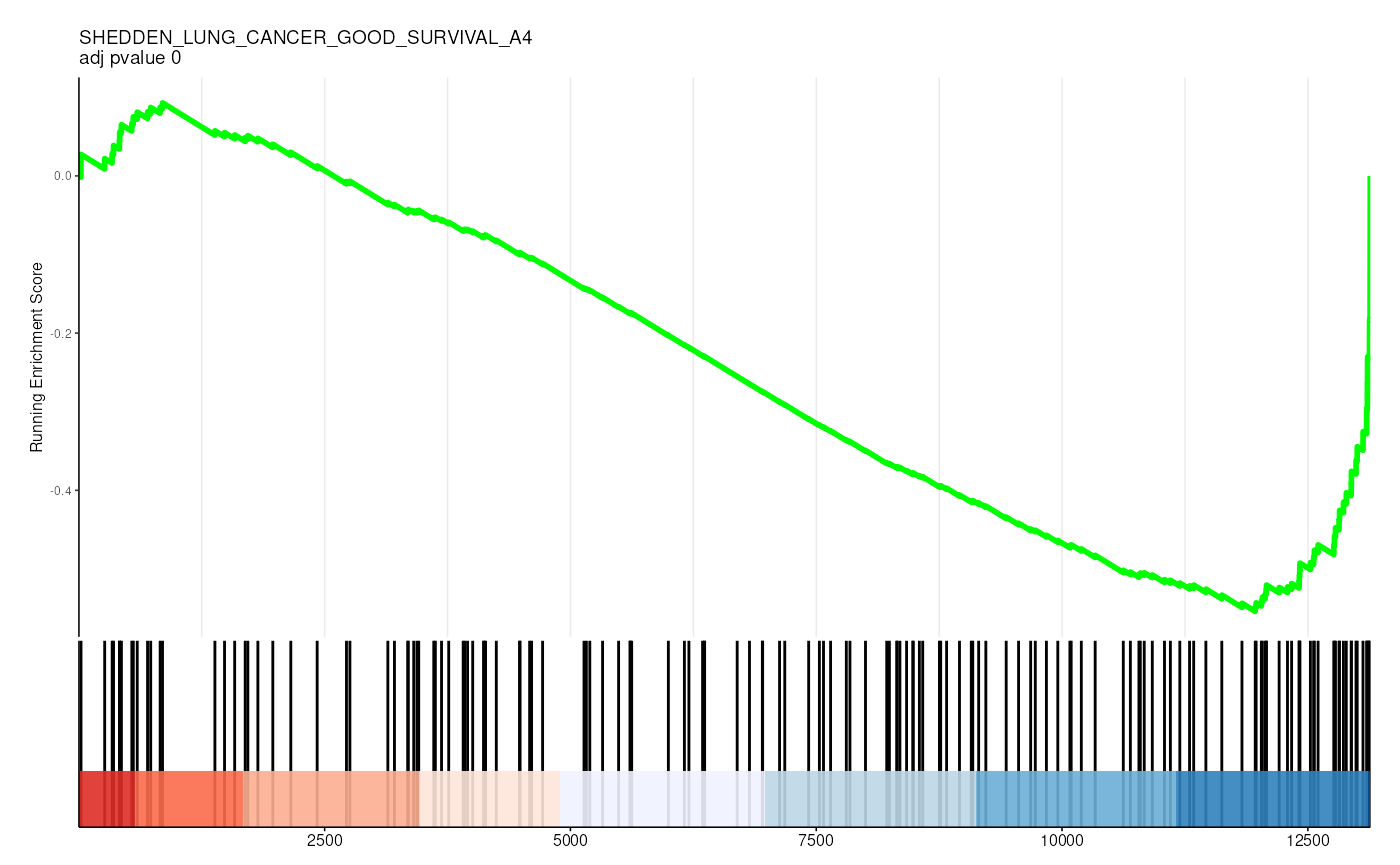 SHEDDEN_LUNG_CANCER_GOOD_SURVIVAL_A4
adj pvalue 0
Running Enrichment Score
0.0
-0.2
-0.4
2500 5000 7500 10000 12500